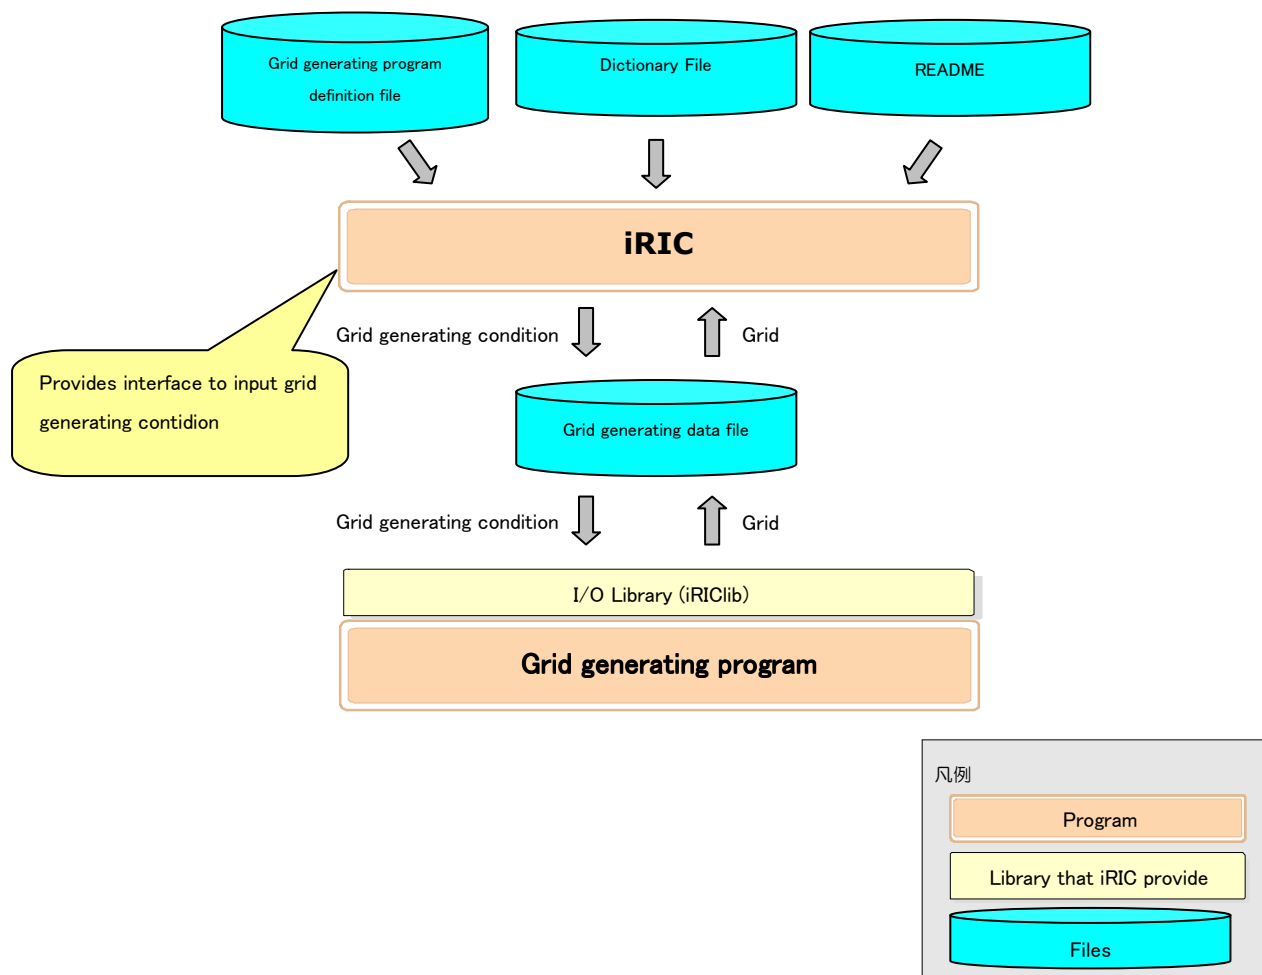 Grid generating program
definition file
Dictionary File
README
iRIC
Grid generating condition
Grid
Provides interface to input grid
generating contidion
Grid generating data file
Grid generating condition
Grid
I/O Library (iRIClib)
Grid generating program
凡例
Program
Library that iRIC provide
Files